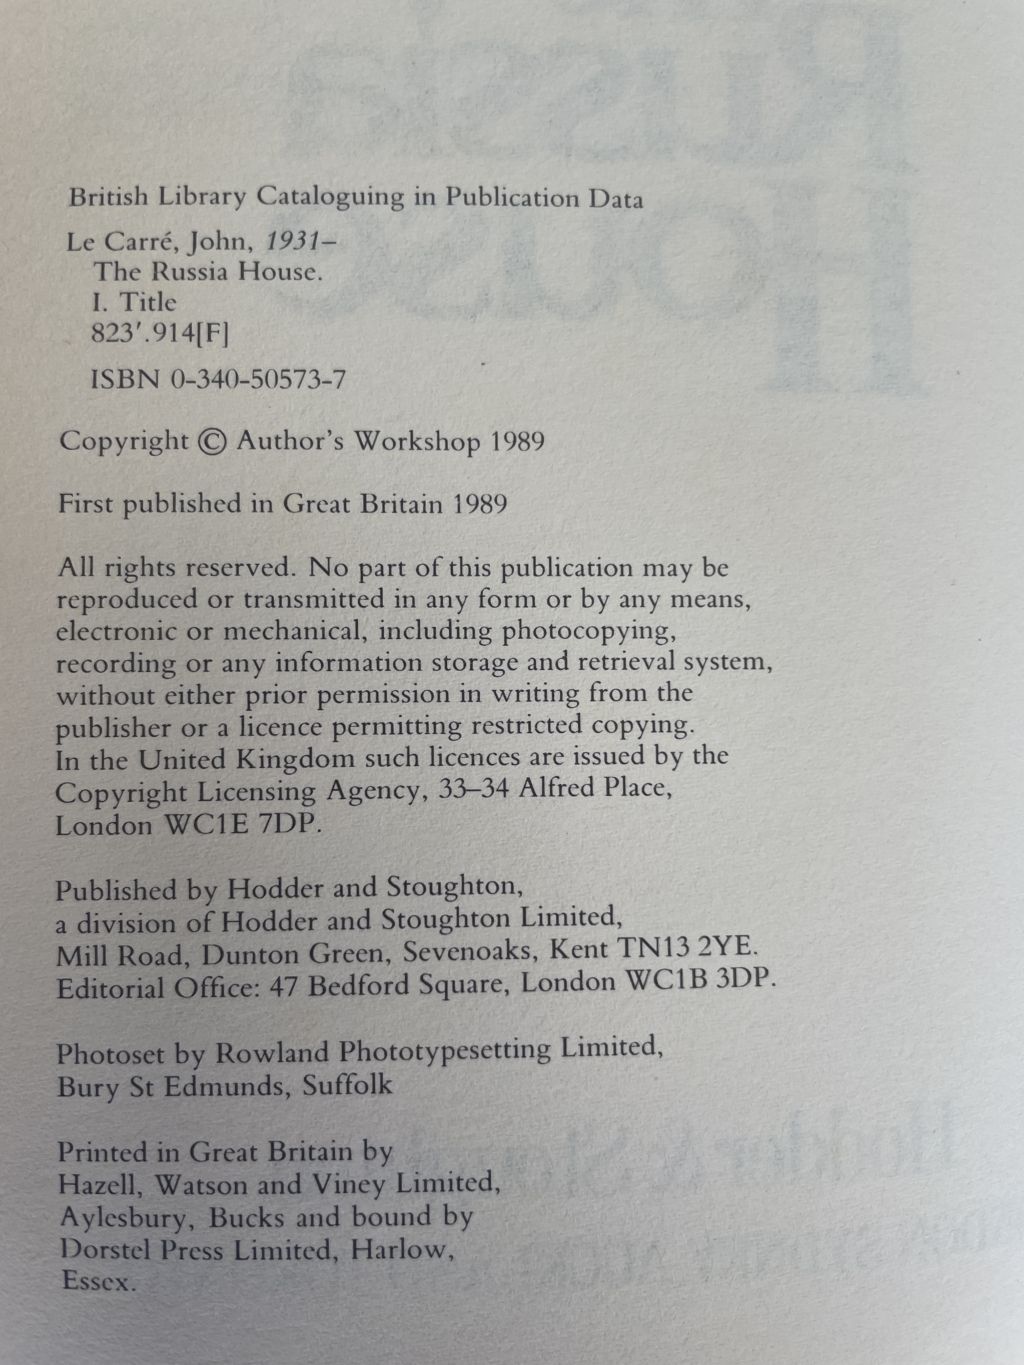 British Library Cataloguing in Publication Data
Le Carré, John, 1931–
The Russia House.
I. Title
823′.914[F]
ISBN 0-340-50573-7
Copyright © Author's Workshop 1989
First published in Great Britain 1989
All rights reserved. No part of this publication may be
reproduced or transmitted in any form or by any means,
electronic or mechanical, including photocopying,
recording or any information storage and retrieval system,
without either prior permission in writing from the
publisher or a licence permitting restricted copying.
In the United Kingdom such licences are issued by the
Copyright Licensing Agency, 33–34 Alfred Place,
London WC1E 7DP.
Published by Hodder and Stoughton,
a division of Hodder and Stoughton Limited,
Mill Road, Dunton Green, Sevenoaks, Kent TN13 2YE.
Editorial Office: 47 Bedford Square, London WC1B 3DP.
Photoset by Rowland Phototypesetting Limited,
Bury St Edmunds, Suffolk
Printed in Great Britain by
Hazell, Watson and Viney Limited,
Aylesbury, Bucks and bound by
Dorstel Press Limited, Harlow,
Essex.